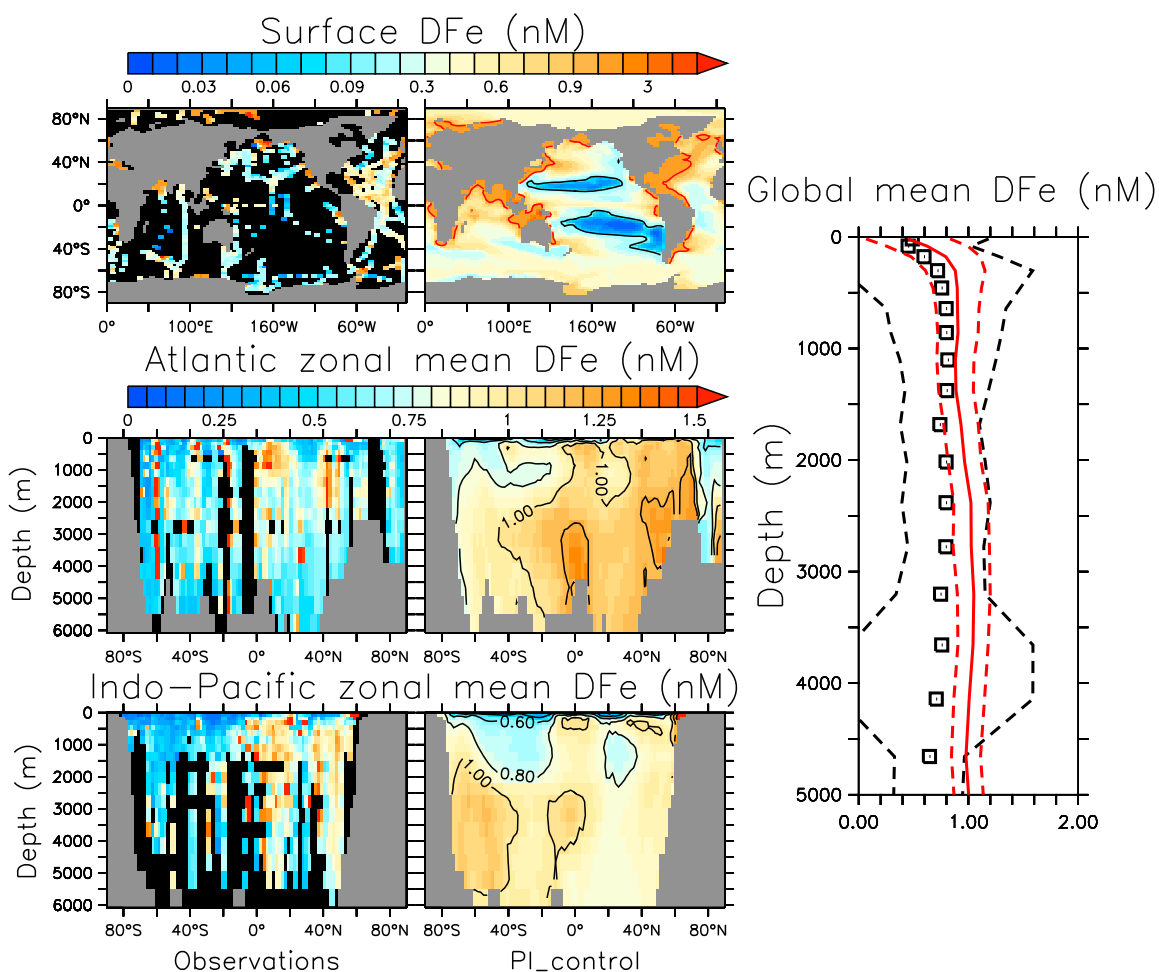 Surface DFe (nM)
0 0.03 0.06 0.09 0.3 0.6 0.9 3
80°N
40°N
0°
40°S
80°S
0° 100°E 160°W 60°W 0° 100°E 160°W 60°W
Atlantic zonal mean DFe (nM)
0 0.25 0.5 0.75 1 1.25 1.5
0
1000
2000
3000
4000
5000
6000
Depth (m)
1.00
1.00
80°S 40°S 0° 40°N 80°N 80°S 40°S 0° 40°N 80°N
Indo-Pacific zonal mean DFe (nM)
0
1000
2000
3000
4000
5000
6000
Depth (m)
0.60
0.80
1.00
80°S 40°S 0° 40°N 80°N 80°S 40°S 0° 40°N 80°N
Observations PI_control
Global mean DFe (nM)
0
1000
2000
3000
4000
5000
Depth (m)
0.00 1.00 2.00